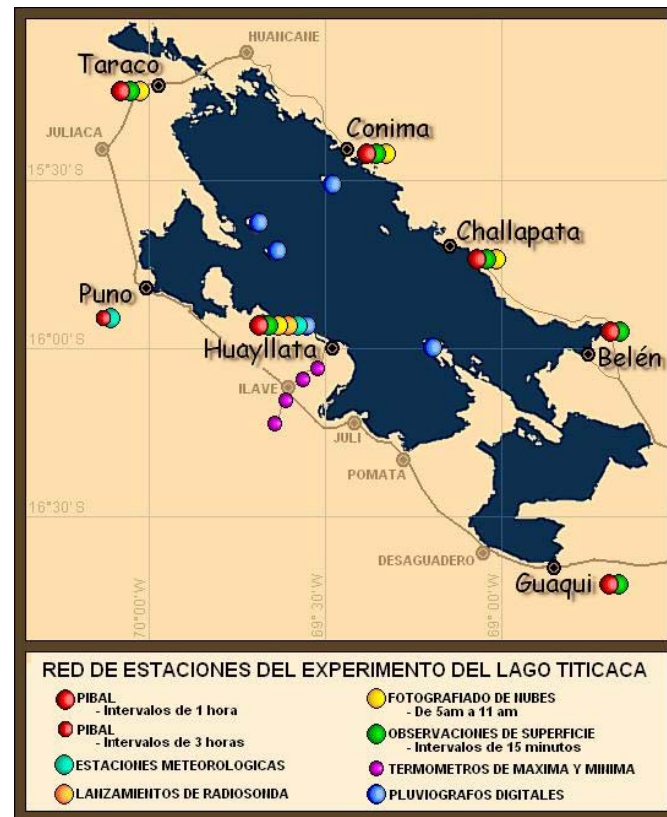 HUANCANE
Taraco
JULIACA
Conima
15°30' S
Challapata
Puno
16°00' S
Huayllata
Belén
ILAVE
JULI
POMATA
16°30' S
DESAGUADERO
Guaqui
70°00'W
69°30'W
69°00'W
RED DE ESTACIONES DEL EXPERIMENTO DEL LAGO TITICACA
PIBAL
- Intervalos de 1 hora
PIBAL
- Intervalos de 3 horas
ESTACIONES METEOROLOGICAS
LANZAMIENTOS DE RADIOSONDA
FOTOGRAFIADO DE NUBES
- De 5am a 11 am
OBSERVACIONES DE SUPERFICIE
- Intervalos de 15 minutos
TERMOMETROS DE MAXIMA Y MINIMA
PLUVIOGRAFOS DIGITALES